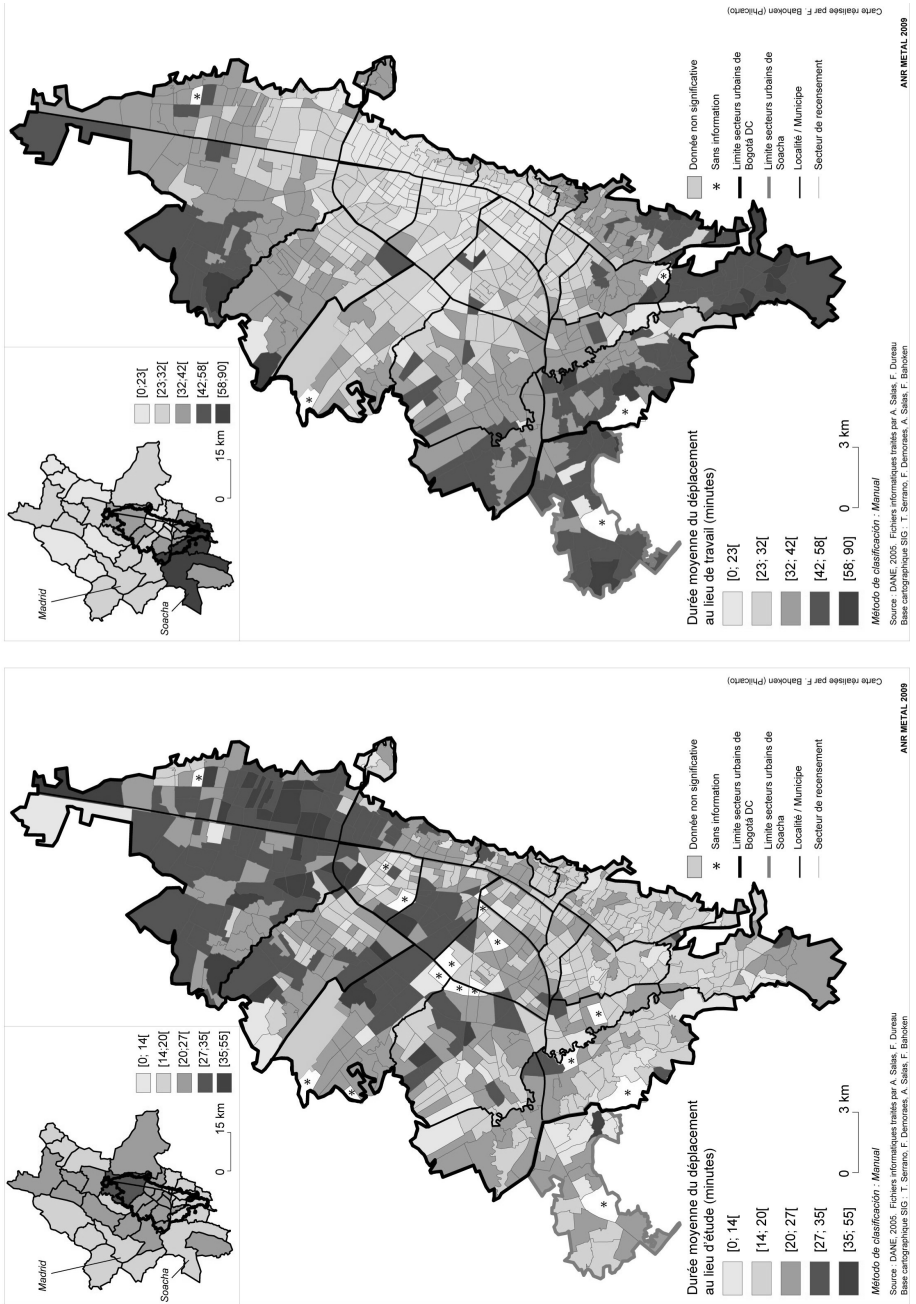 Madrid
Soacha
0 15 km
[0;23[
[23;32[
[32;42[
[42;58[
[58;90]
Durée moyenne du déplacement
au lieu de travail (minutes)
[0; 23[
[23; 32[
[32; 42[
[42; 58[
[58; 90]
Donnée non significative
* Sans information
Limite secteurs urbains de
Bogotá DC
Limite secteurs urbains de
Soacha
Localité / Municipe
Secteur de recensement
0 3 km
Método de clasificación : Manual
Source : DANE, 2005. Fichiers informatiques traités par A. Salas, F. Dureau
Base cartographique SIG : T. Serrano, F. Demoraes, A. Salas, F. Bahoken
ANR METAL 2009
Carte réalisée par F. Bahoken (Philcarto)
Madrid
Soacha
0 15 km
[0; 14[
[14;20[
[20;27[
[27;35[
[35;55]
Durée moyenne du déplacement
au lieu d'étude (minutes)
[0; 14[
[14; 20[
[20; 27[
[27; 35[
[35; 55]
Donnée non significative
* Sans information
Limite secteurs urbains de
Bogotá DC
Limite secteurs urbains de
Soacha
Localité / Municipe
Secteur de recensement
0 3 km
Método de clasificación : Manual
Source : DANE, 2005. Fichiers informatiques traités par A. Salas, F. Dureau
Base cartographique SIG : T. Serrano, F. Demoraes, A. Salas, F. Bahoken
ANR METAL 2009
Carte réalisée par F. Bahoken (Philcarto)